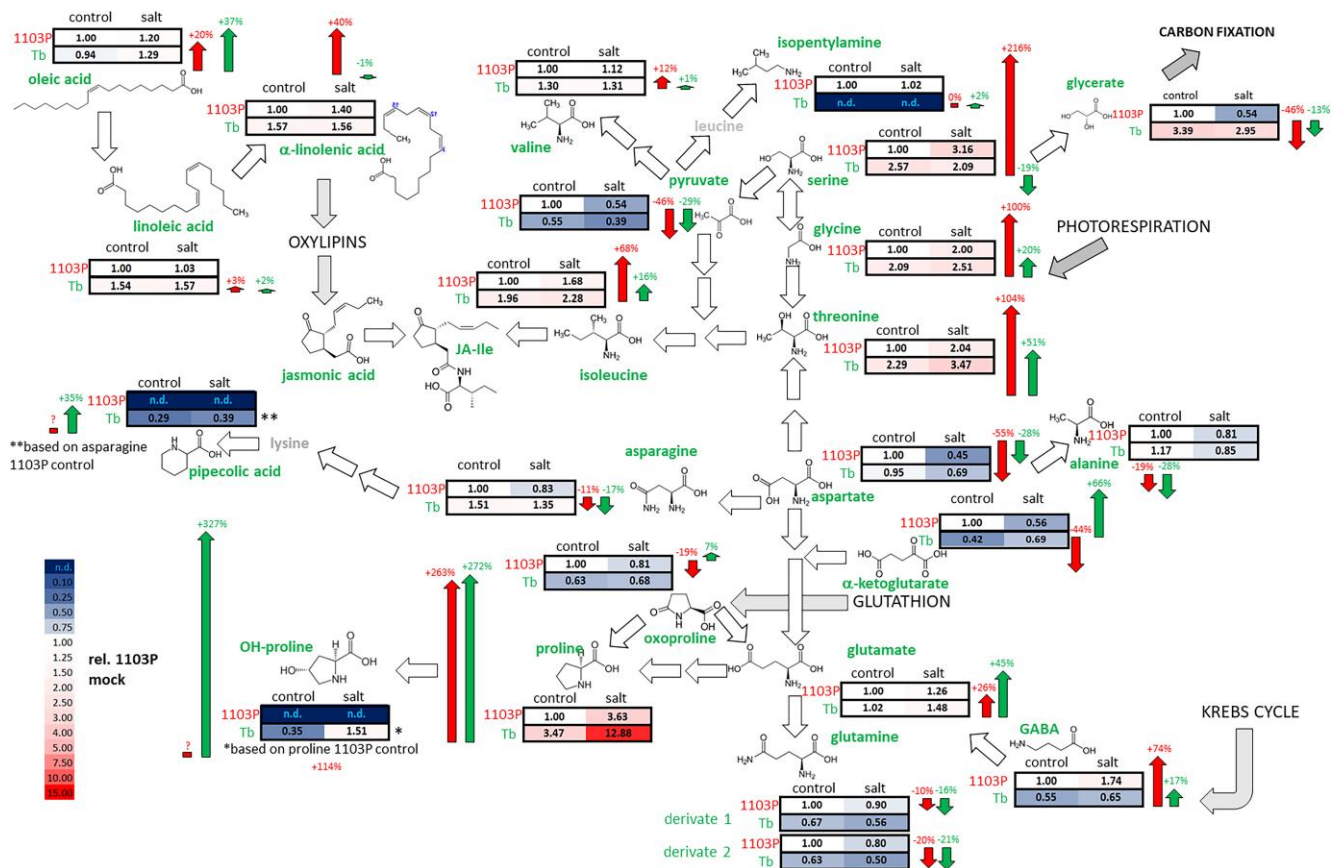 control salt
1103P 1.00 1.20
Tb 0.94 1.29
+20%
+37%
oleic acid
OH
O
+40%
-1%
control salt
1103P 1.00 1.40
Tb 1.57 1.56
α-linolenic acid
CH₃
OH
O
OH
O
CH₃
linoleic acid
control salt
1103P 1.00 1.03
Tb 1.54 1.57
+3%
+2%
OXYLIPINS
control salt
1103P 1.00 1.12
Tb 1.30 1.31
+12%
+1%
valine
isopentylamine
control salt
1103P 1.00 1.02
Tb n.d. n.d.
0%
+2%
leucine
pyruvate
control salt
1103P 1.00 0.54
Tb 0.55 0.39
-46%
-29%
serine
control salt
1103P 1.00 3.16
Tb 2.57 2.09
+216%
-19%
CARBON FIXATION
glycerate
control salt
1103P 1.00 0.54
Tb 3.39 2.95
-46%
-13%
glycine
control salt
1103P 1.00 2.00
Tb 2.09 2.51
+100%
+20%
PHOTORESPIRATION
control salt
1103P 1.00 1.68
Tb 1.96 2.28
+68%
+16%
isoleucine
JA-Ile
jasmonic acid
threonine
control salt
1103P 1.00 2.04
Tb 2.29 3.47
+104%
+51%
?
+35%
control salt
1103P n.d. n.d.
Tb 0.29 0.39
**
**based on asparagine
1103P control
pipecolic acid
lysine
asparagine
control salt
1103P 1.00 0.83
Tb 1.51 1.35
-11%
-17%
aspartate
control salt
1103P 1.00 0.45
Tb 0.95 0.69
-55%
-28%
alanine
control salt
1103P 1.00 0.81
Tb 1.17 0.85
-19%
-28%
control salt
1103P 1.00 0.56
Tb 0.42 0.69
-44%
+66%
α-ketoglutarate
GLUTATHION
control salt
1103P 1.00 0.81
Tb 0.63 0.68
-19%
7%
oxoproline
n.d.
0.10
0.25
0.50
0.75
1.00
1.25
1.50
2.00
3.00
4.00
5.00
7.50
10.00
15.00
rel. 1103P
mock
+327%
?
OH-proline
control salt
1103P n.d. n.d.
Tb 0.35 1.51
*
*based on proline 1103P control
+114%
+263%
+272%
proline
control salt
1103P 1.00 3.63
Tb 3.47 12.88
glutamate
control salt
1103P 1.00 1.26
Tb 1.02 1.48
+26%
+45%
KREBS CYCLE
GABA
control salt
1103P 1.00 1.74
Tb 0.55 0.65
+74%
+17%
glutamine
control salt
derivate 1
1103P 1.00 0.90
Tb 0.67 0.56
-10%
-16%
control salt
derivate 2
1103P 1.00 0.80
Tb 0.63 0.50
-20%
-21%